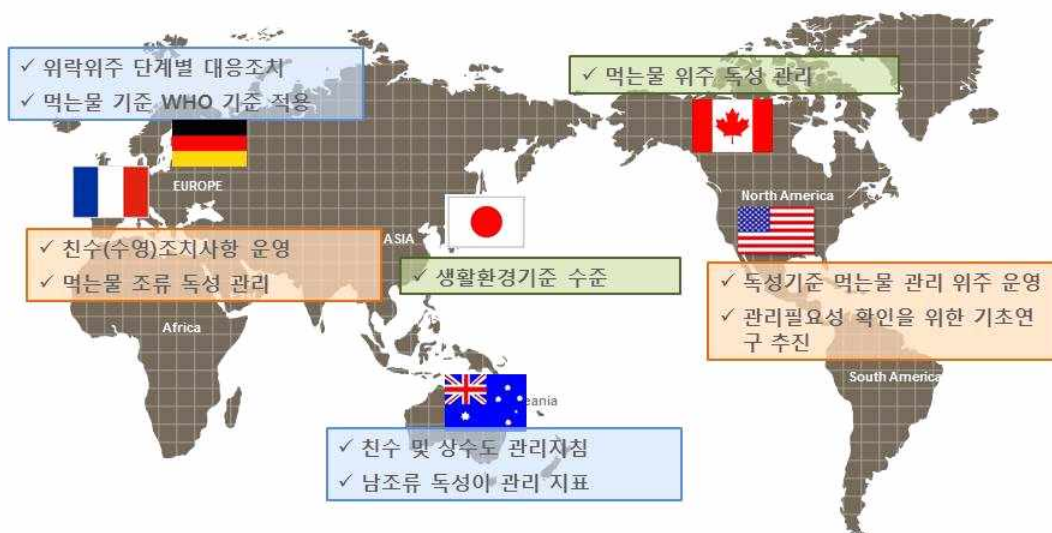 ✓ 위락위주 단계별 대응조치
✓ 먹는물 기준 WHO 기준 적용
✓ 먹는물 위주 독성 관리
EUROPE
North America
✓ 친수(수영)조치사항 운영
✓ 먹는물 조류 독성 관리
ASIA
✓ 생활환경기준 수준
✓ 독성기준 먹는물 관리 위주 운영
✓ 관리필요성 확인을 위한 기초연
구 추진
Africa
South America
eania
✓ 친수 및 상수도 관리지침
✓ 남조류 독성이 관리 지표